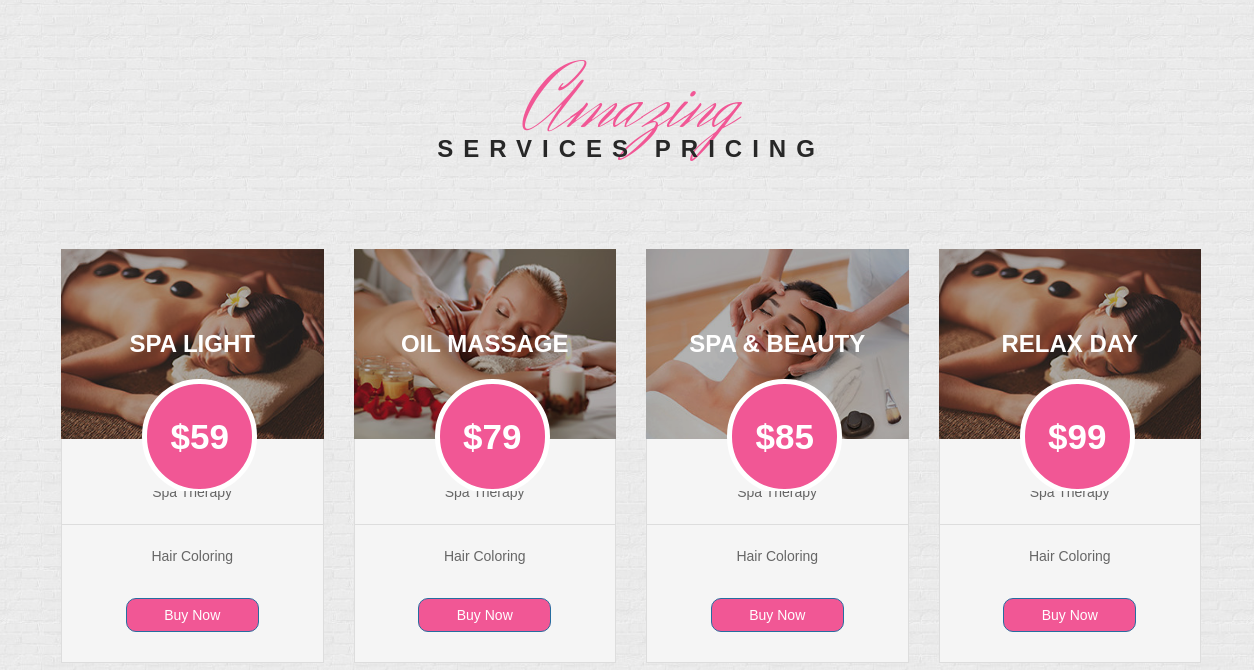 Amazing
SERVICES PRICING
SPA LIGHT
$59
Spa Therapy
Hair Coloring
Buy Now
OIL MASSAGE
$79
Spa Therapy
Hair Coloring
Buy Now
SPA & BEAUTY
$85
Spa Therapy
Hair Coloring
Buy Now
RELAX DAY
$99
Spa Therapy
Hair Coloring
Buy Now